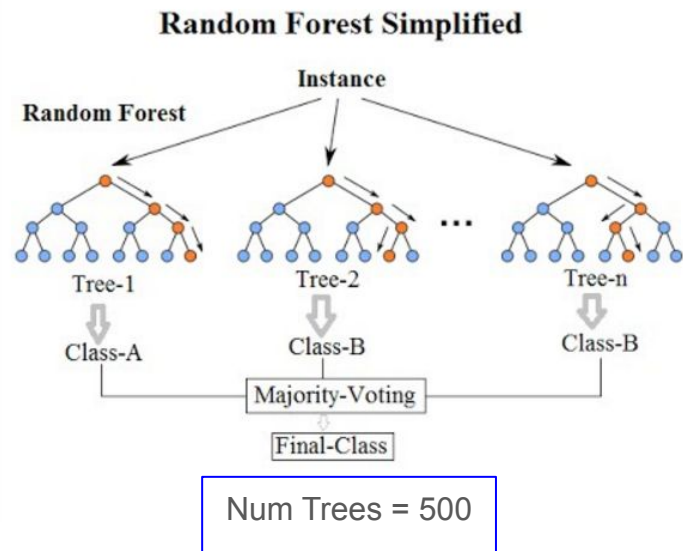 Random Forest Simplified
Instance
Random Forest
...
Tree-1
Tree-2
Tree-n
Class-A
Class-B
Class-B
Majority-Voting
Final-Class
Num Trees = 500